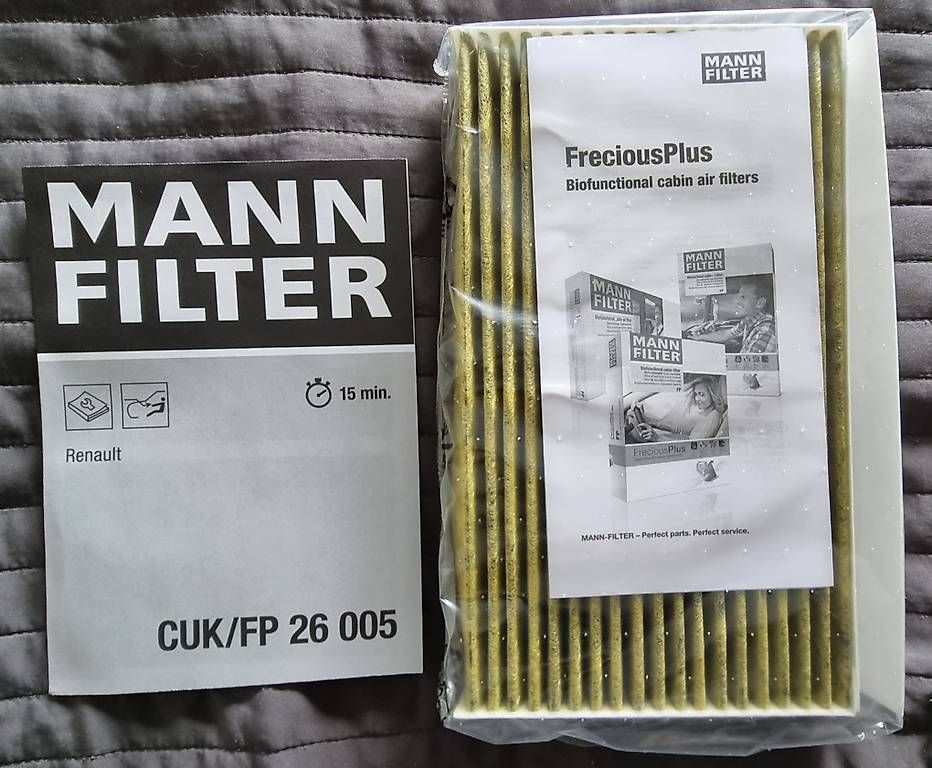 MANN
FILTER
15 min.
Renault
CUK/FP 26 005
MANN
FILTER
FreciousPlus
Biofunctional cabin air filters
MANN
FILTER
MANN
FILTER
MANN
FILTER
FreciousPlus
MANN-FILTER – Perfect parts. Perfect service.